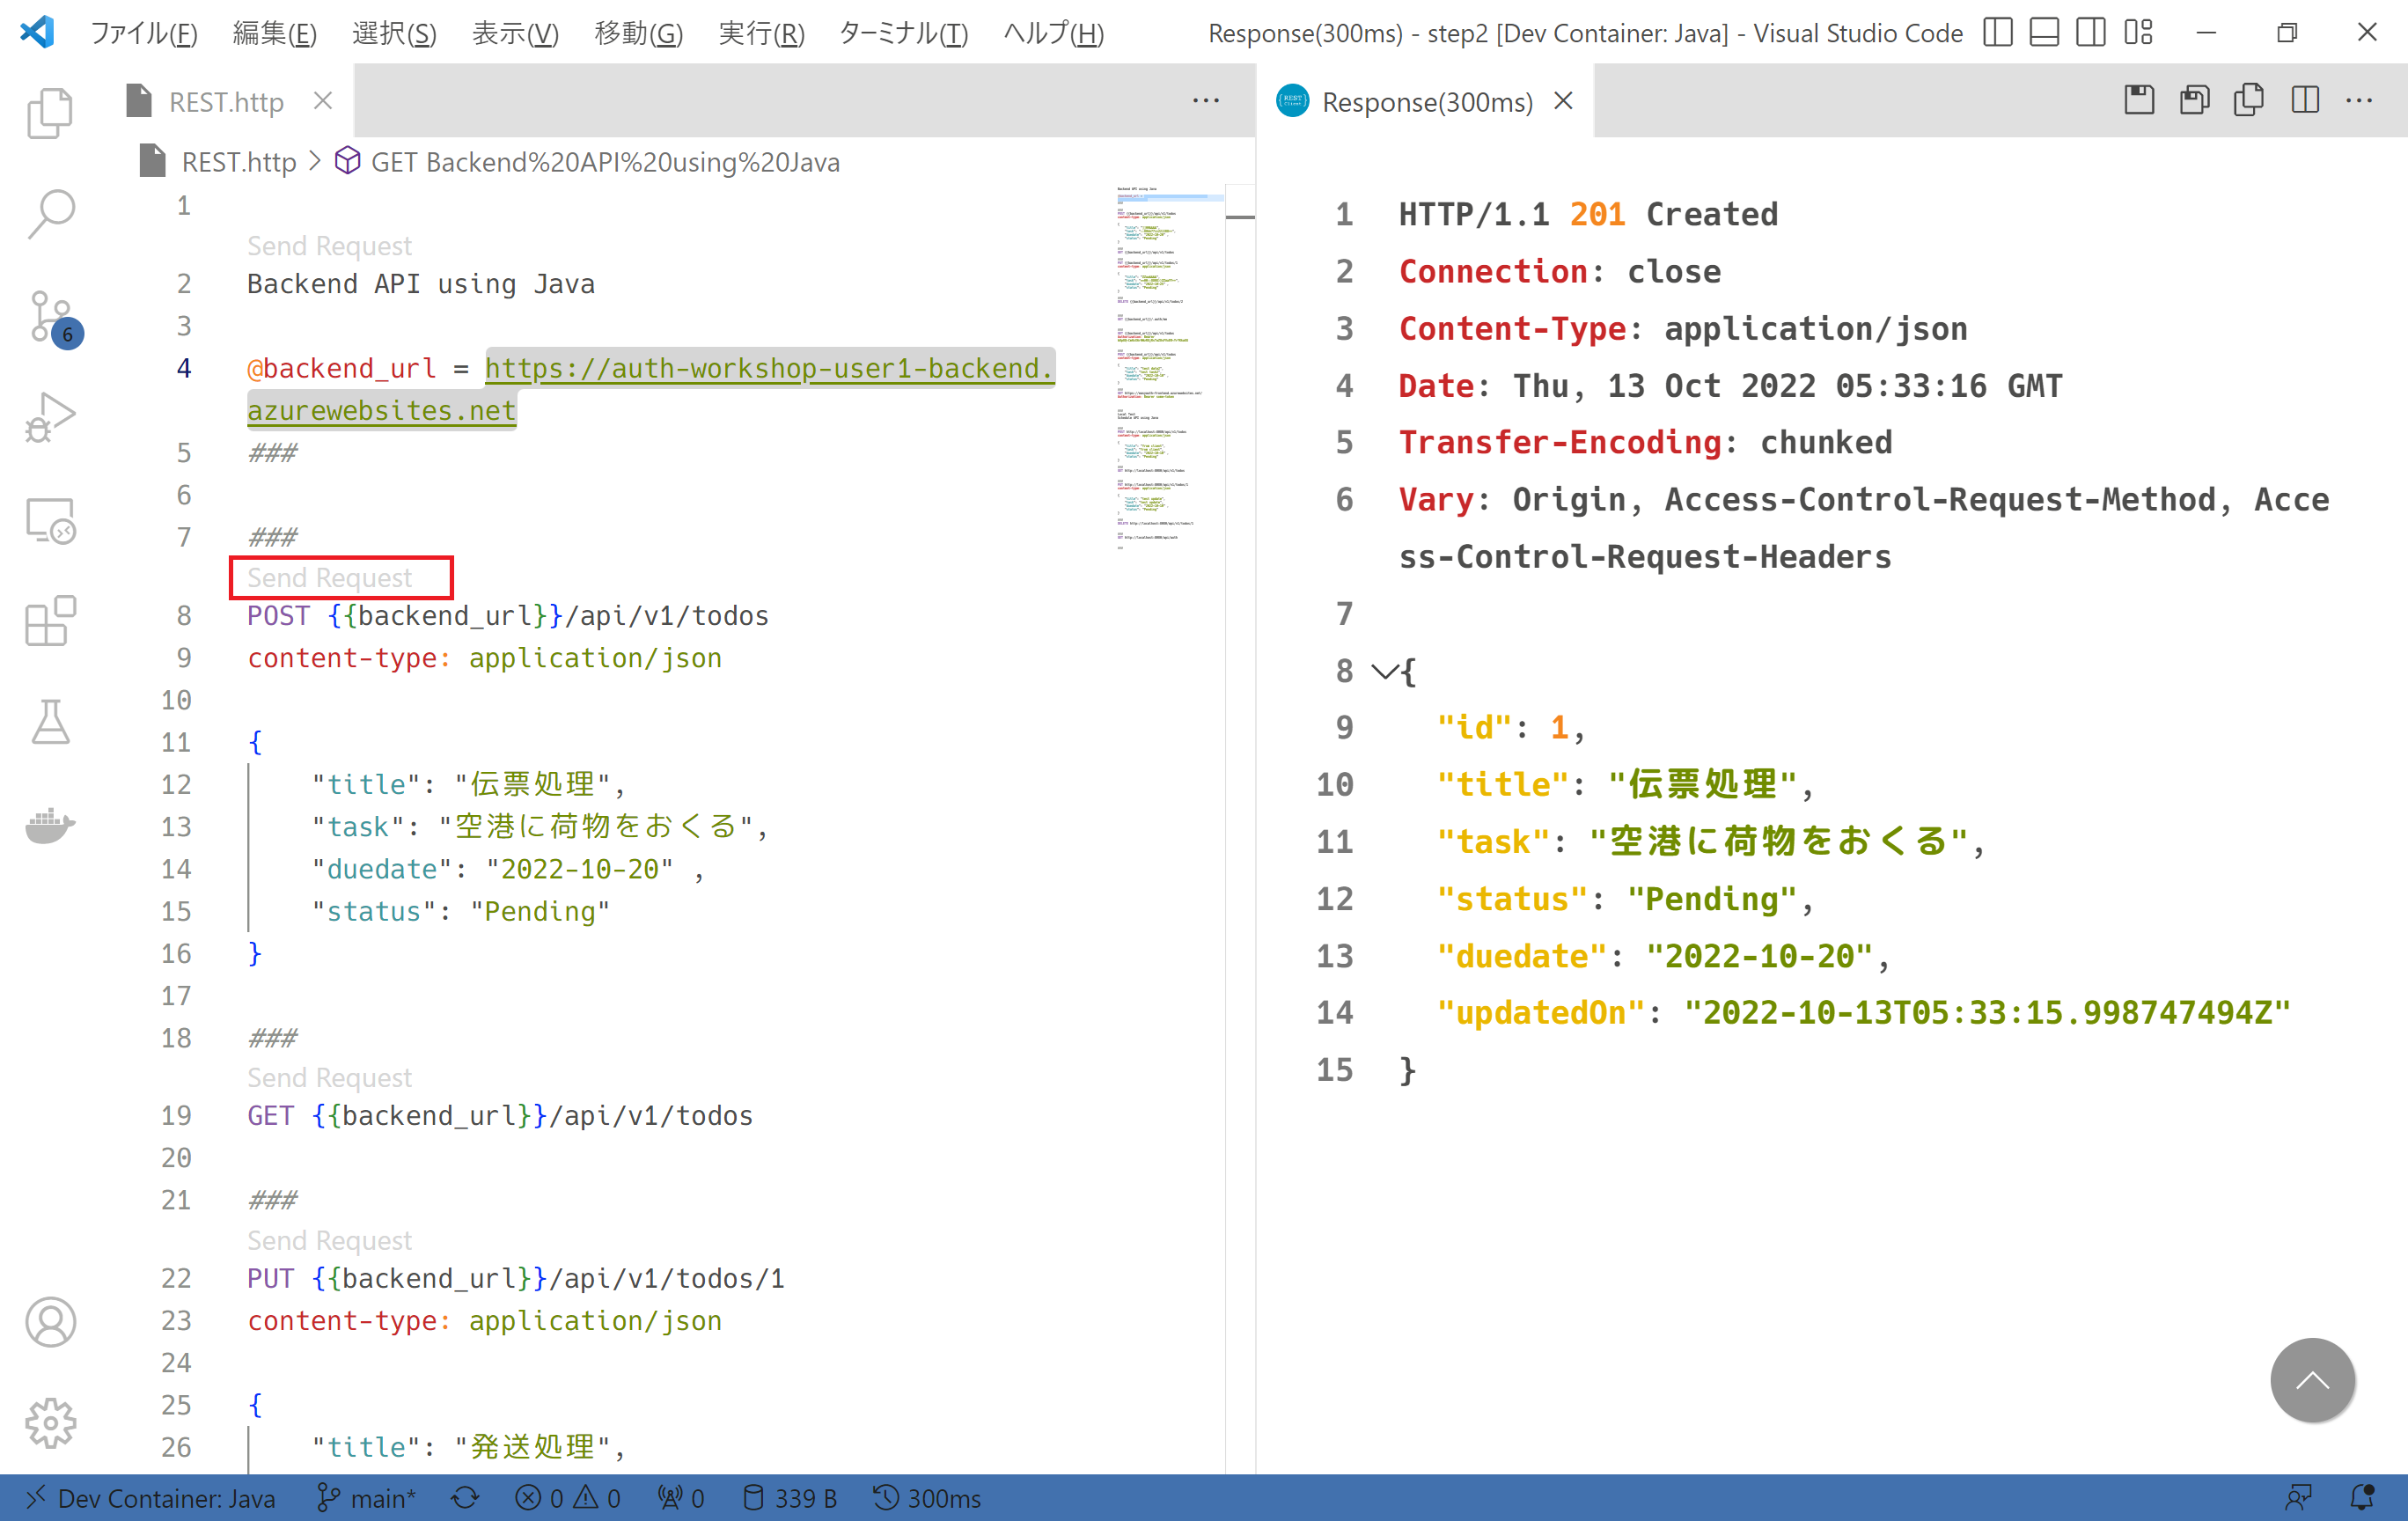 ファイル(F) 編集(E) 選択(S) 表示(V) 移動(G) 実行(R) ターミナル(T) ヘルプ(H) Response(300ms) - step2 [Dev Container: Java] - Visual Studio Code
REST.http
REST.http > GET Backend%20API%20using%20Java
1
Send Request
2 Backend API using Java
3
4 @backend_url = https://auth-workshop-user1-backend.
azurewebsites.net
5 ###
6
7 ###
Send Request
8 POST {{backend_url}}/api/v1/todos
9 content-type: application/json
10
11 {
12 "title": "伝票処理",
13 "task": "空港に荷物をおくる",
14 "duedate": "2022-10-20" ,
15 "status": "Pending"
16 }
17
18 ###
Send Request
19 GET {{backend_url}}/api/v1/todos
20
21 ###
Send Request
22 PUT {{backend_url}}/api/v1/todos/1
23 content-type: application/json
24
25 {
26 "title": "発送処理",
6
Response(300ms)
1 HTTP/1.1 201 Created
2 Connection: close
3 Content-Type: application/json
4 Date: Thu, 13 Oct 2022 05:33:16 GMT
5 Transfer-Encoding: chunked
6 Vary: Origin, Access-Control-Request-Method, Acce
ss-Control-Request-Headers
7
8 {
9 "id": 1,
10 "title": "伝票処理",
11 "task": "空港に荷物をおくる",
12 "status": "Pending",
13 "duedate": "2022-10-20",
14 "updatedOn": "2022-10-13T05:33:15.998747494Z"
15 }
Dev Container: Java main* 0 0 0 339 B 300ms